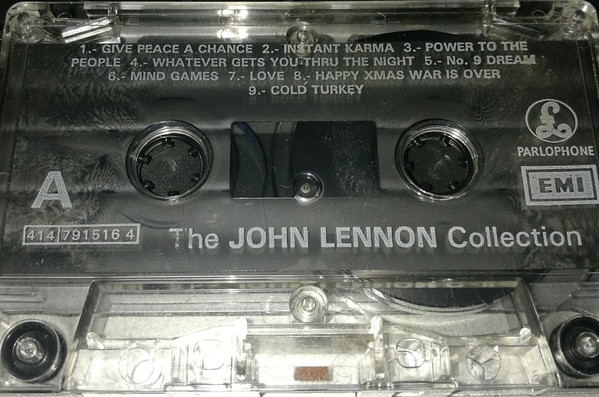 1.- GIVE PEACE A CHANCE 2.- INSTANT KARMA 3.- POWER TO THE
PEOPLE 4.- WHATEVER GETS YOU THRU THE NIGHT 5.- No. 9 DREAM
6.- MIND GAMES 7.- LOVE 8.- HAPPY XMAS WAR IS OVER
9.- COLD TURKEY
£
PARLOPHONE
EMI
A
414 791516 4
The JOHN LENNON Collection